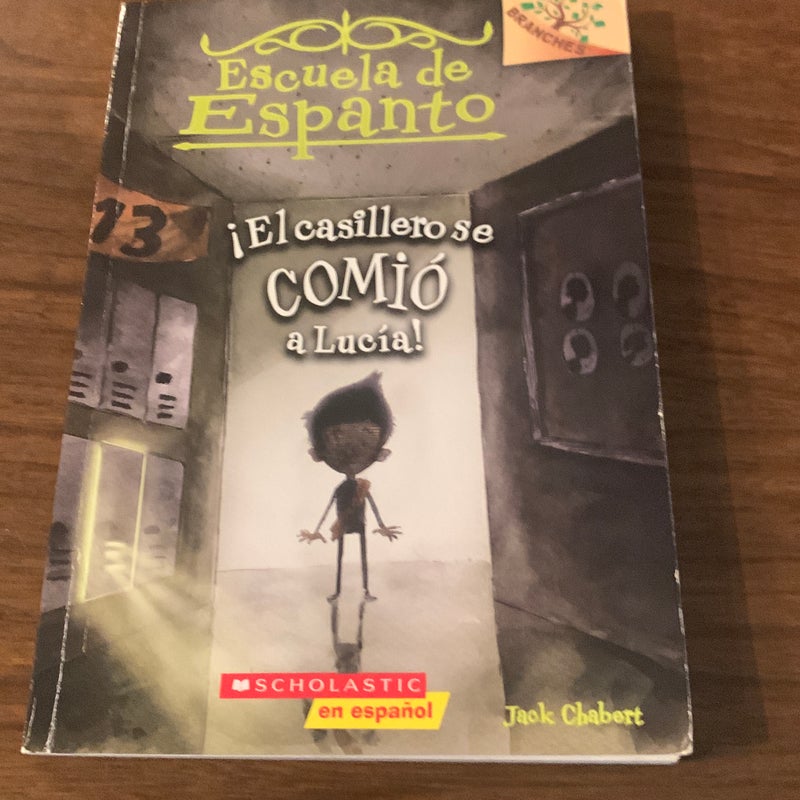 BRANCHES
Escuela de
Espanto
13
¡El casillero se
COMIÓ
a Lucía!
SCHOLASTIC
en español
Jack Chabert